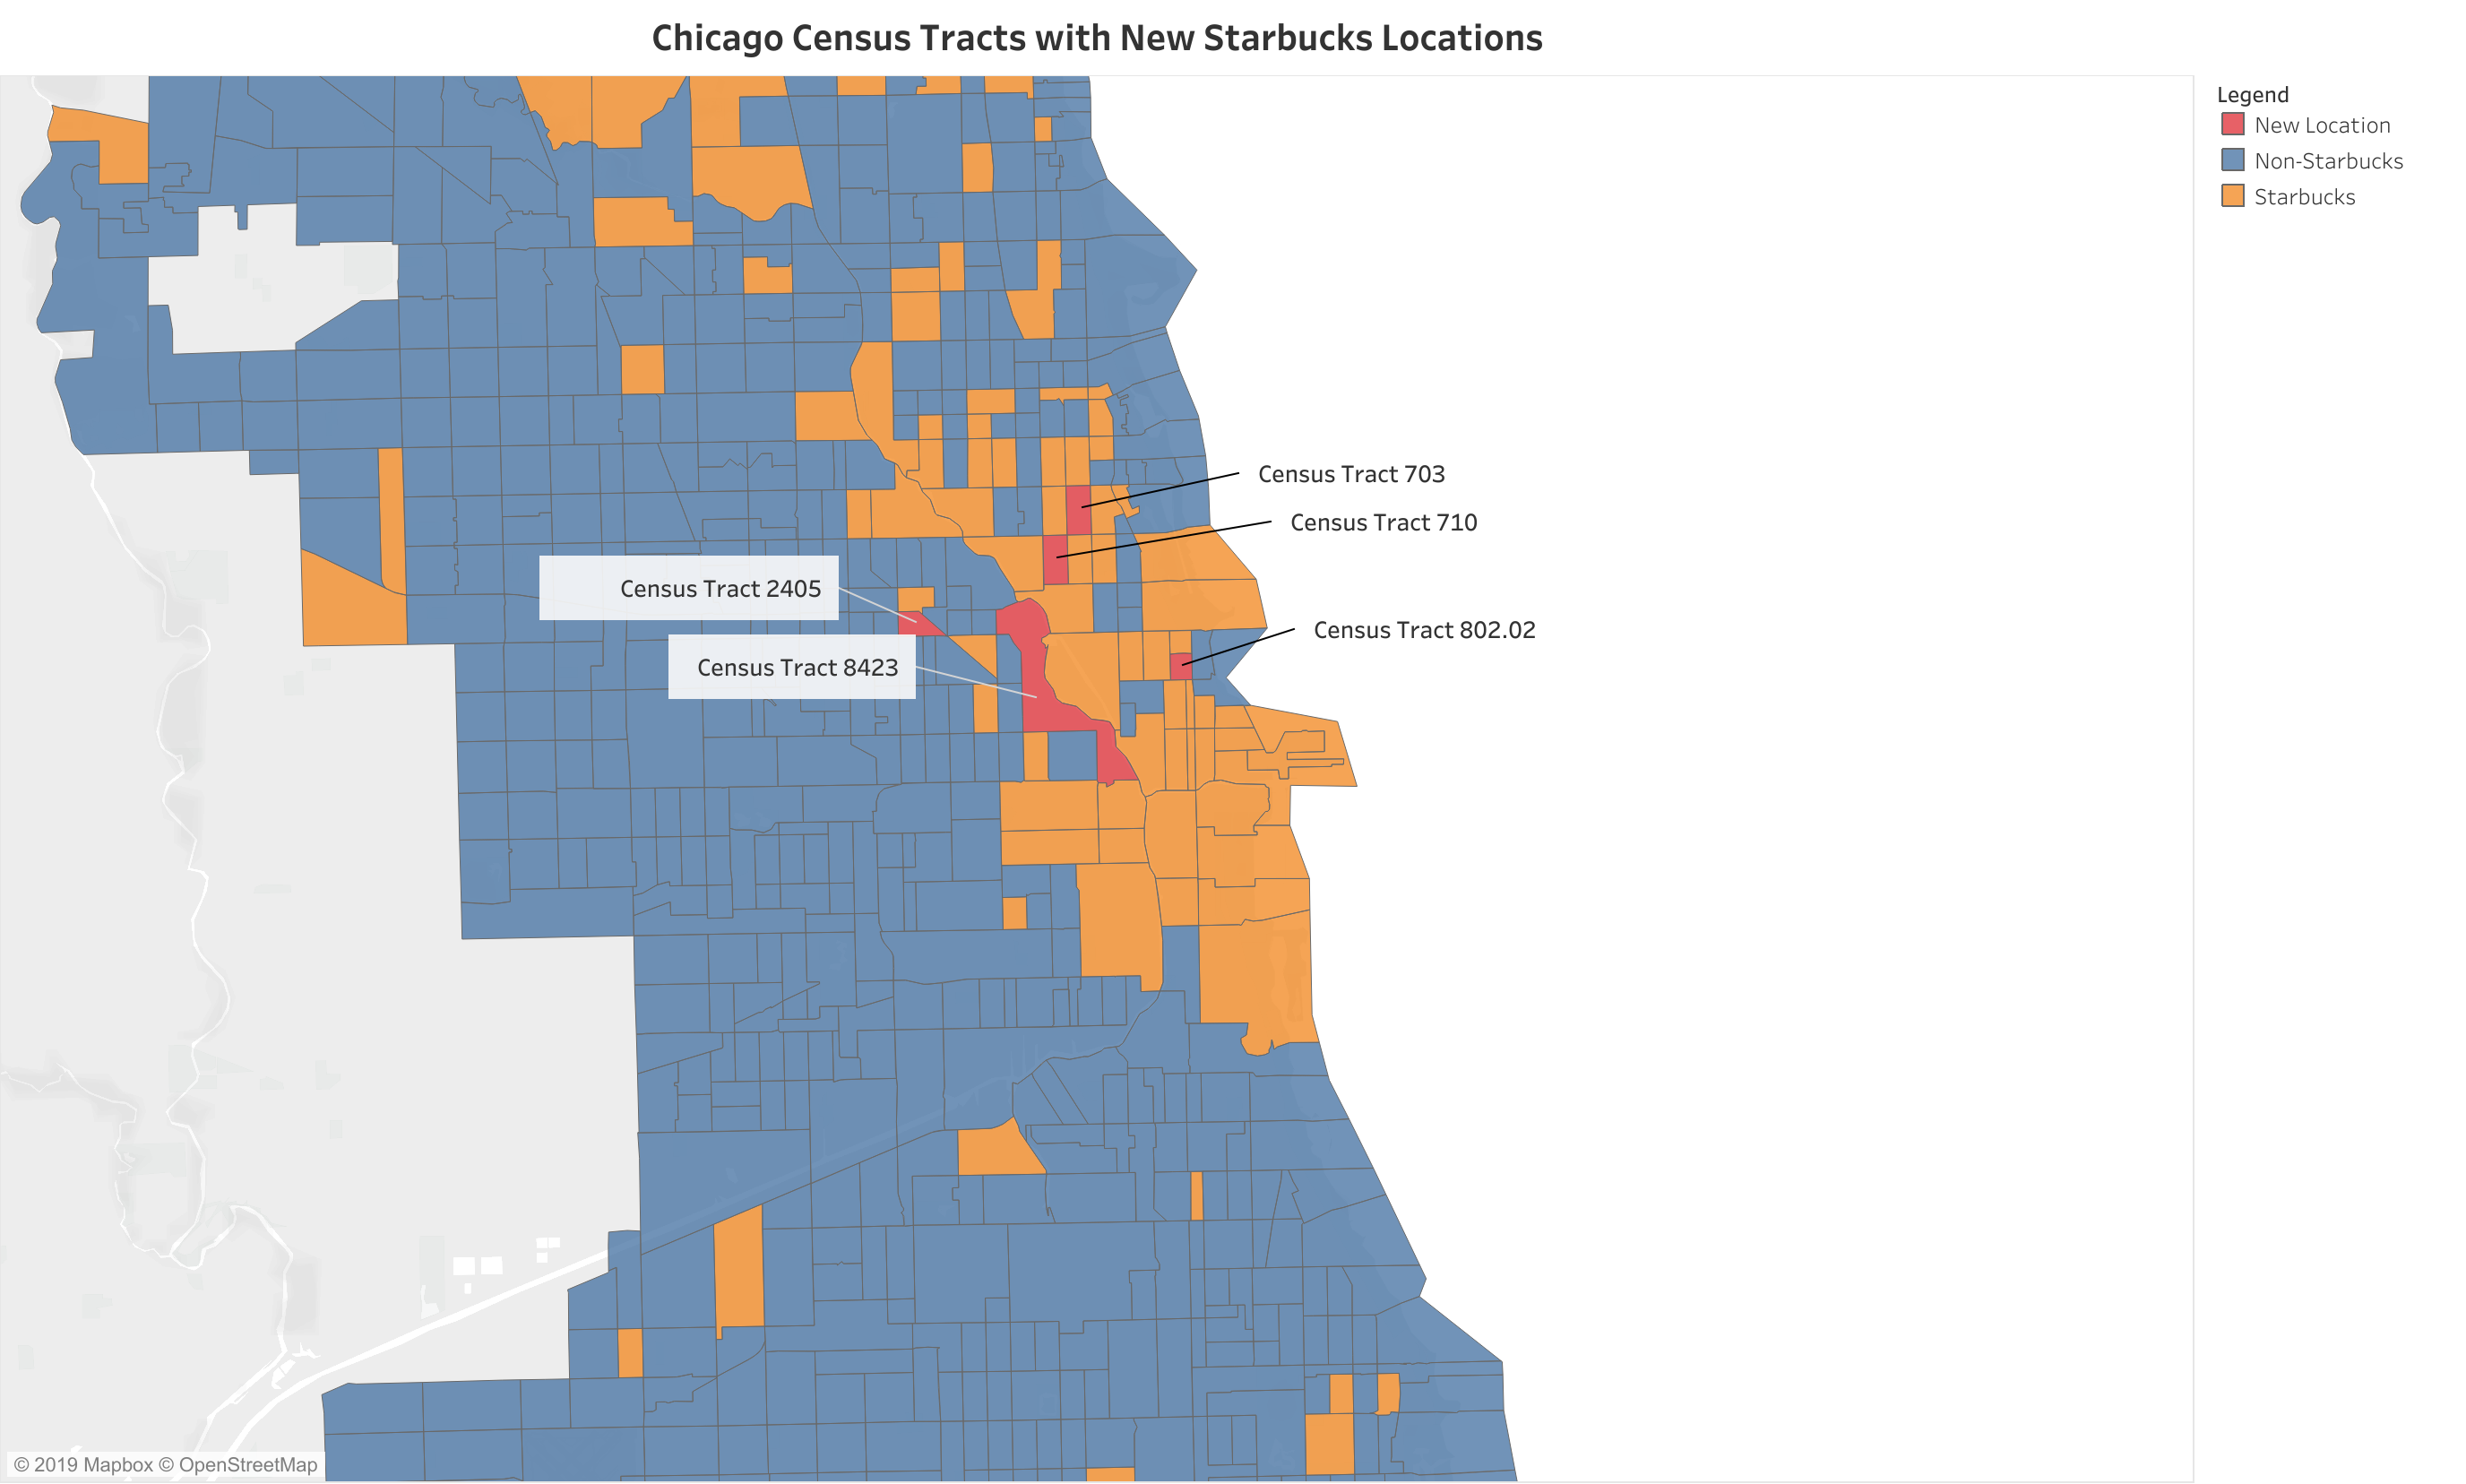 Chicago Census Tracts with New Starbucks Locations
Legend
New Location
Non-Starbucks
Starbucks
Census Tract 703
Census Tract 710
Census Tract 2405
Census Tract 802.02
Census Tract 8423
© 2019 Mapbox © OpenStreetMap